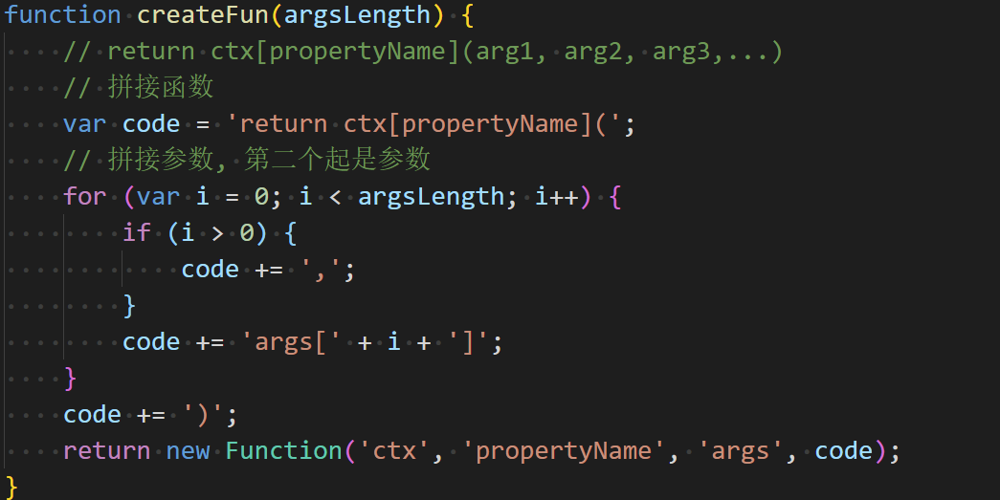 function createFun(argsLength) {
    // return ctx[propertyName](arg1, arg2, arg3,...)
    // 拼接函数
    var code = 'return ctx[propertyName](';
    // 拼接参数, 第二个起是参数
    for (var i = 0; i < argsLength; i++) {
        if (i > 0) {
            code += ',';
        }
        code += 'args[' + i + ']';
    }
    code += ')';
    return new Function('ctx', 'propertyName', 'args', code);
}